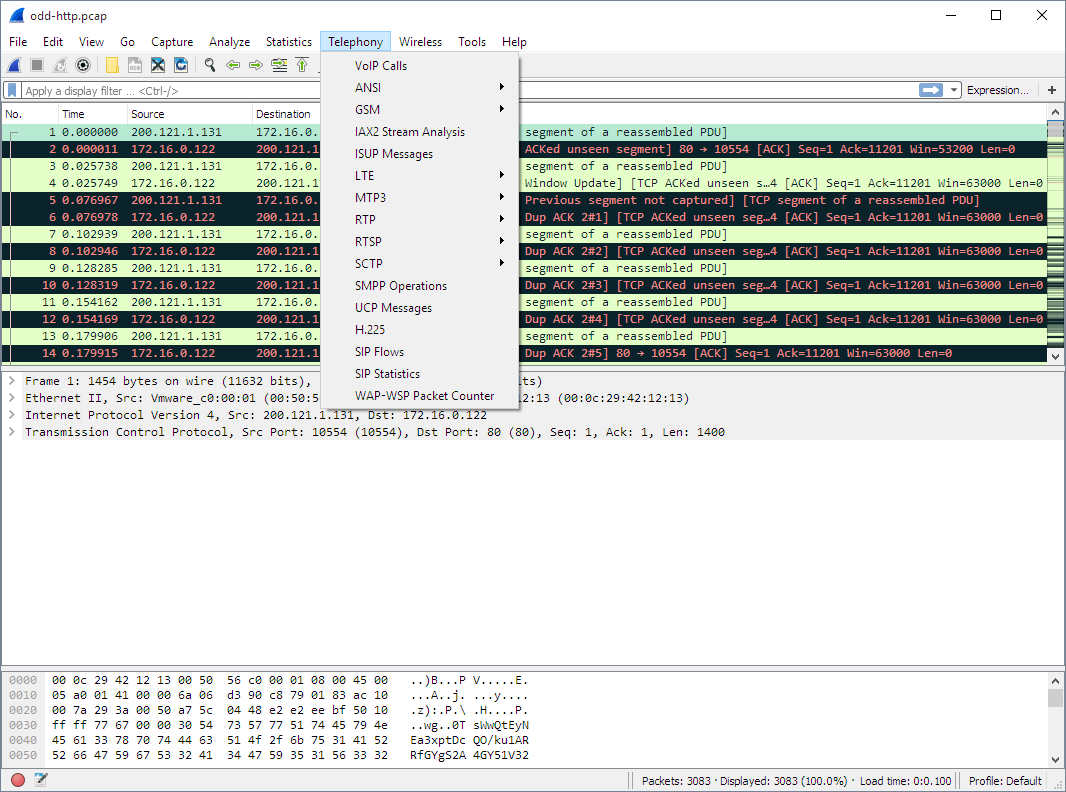 odd-http.pcap
File Edit View Go Capture Analyze Statistics Telephony Wireless Tools Help
Apply a display filter ... <Ctrl-/> Expression... +
No. Time Source Destination
1 0.000000 200.121.1.131 172.16.0. segment of a reassembled PDU]
2 0.000011 172.16.0.122 200.121.1 ACKed unseen segment] 80 → 10554 [ACK] Seq=1 Ack=11201 Win=53200 Len=0
3 0.025738 200.121.1.131 172.16.0. segment of a reassembled PDU]
4 0.025749 172.16.0.122 200.121.1 Window Update] [TCP ACKed unseen s…4 [ACK] Seq=1 Ack=11201 Win=63000 Len=0
5 0.076967 200.121.1.131 172.16.0. Previous segment not captured] [TCP segment of a reassembled PDU]
6 0.076978 172.16.0.122 200.121.1 Dup ACK 2#1] [TCP ACKed unseen seg…4 [ACK] Seq=1 Ack=11201 Win=63000 Len=0
7 0.102939 200.121.1.131 172.16.0. segment of a reassembled PDU]
8 0.102946 172.16.0.122 200.121.1 Dup ACK 2#2] [TCP ACKed unseen seg…4 [ACK] Seq=1 Ack=11201 Win=63000 Len=0
9 0.128285 200.121.1.131 172.16.0. segment of a reassembled PDU]
10 0.128319 172.16.0.122 200.121.1 Dup ACK 2#3] [TCP ACKed unseen seg…4 [ACK] Seq=1 Ack=11201 Win=63000 Len=0
11 0.154162 200.121.1.131 172.16.0. segment of a reassembled PDU]
12 0.154169 172.16.0.122 200.121.1 Dup ACK 2#4] [TCP ACKed unseen seg…4 [ACK] Seq=1 Ack=11201 Win=63000 Len=0
13 0.179906 200.121.1.131 172.16.0. segment of a reassembled PDU]
14 0.179915 172.16.0.122 200.121.1 Dup ACK 2#5] 80 → 10554 [ACK] Seq=1 Ack=11201 Win=63000 Len=0
VoIP Calls
ANSI
GSM
IAX2 Stream Analysis
ISUP Messages
LTE
MTP3
RTP
RTSP
SCTP
SMPP Operations
UCP Messages
H.225
SIP Flows
SIP Statistics
WAP-WSP Packet Counter
Frame 1: 1454 bytes on wire (11632 bits), ts)
Ethernet II, Src: Vmware_c0:00:01 (00:50:5 12:13 (00:0c:29:42:12:13)
Internet Protocol Version 4, Src: 200.121.1.131, Dst: 172.16.0.122
Transmission Control Protocol, Src Port: 10554 (10554), Dst Port: 80 (80), Seq: 1, Ack: 1, Len: 1400
0000 00 0c 29 42 12 13 00 50 56 c0 00 01 08 00 45 00 ..)B...P V.....E.
0010 05 a0 01 41 00 00 6a 06 d3 90 c8 79 01 83 ac 10 ...A..j. ...y....
0020 00 7a 29 3a 00 50 a7 5c 04 48 e2 e2 ee bf 50 10 .z):.P.\ .H....P.
0030 ff ff 77 67 00 00 30 54 73 57 77 51 74 45 79 4e ..wg..0T sWwQtEyN
0040 45 61 33 78 70 74 44 63 51 4f 2f 6b 75 31 41 52 Ea3xptDc QO/ku1AR
0050 52 66 47 59 67 53 32 41 34 47 59 35 31 56 33 32 RfGYgS2A 4GY51V32
Packets: 3083 · Displayed: 3083 (100.0%) · Load time: 0:0.100 Profile: Default